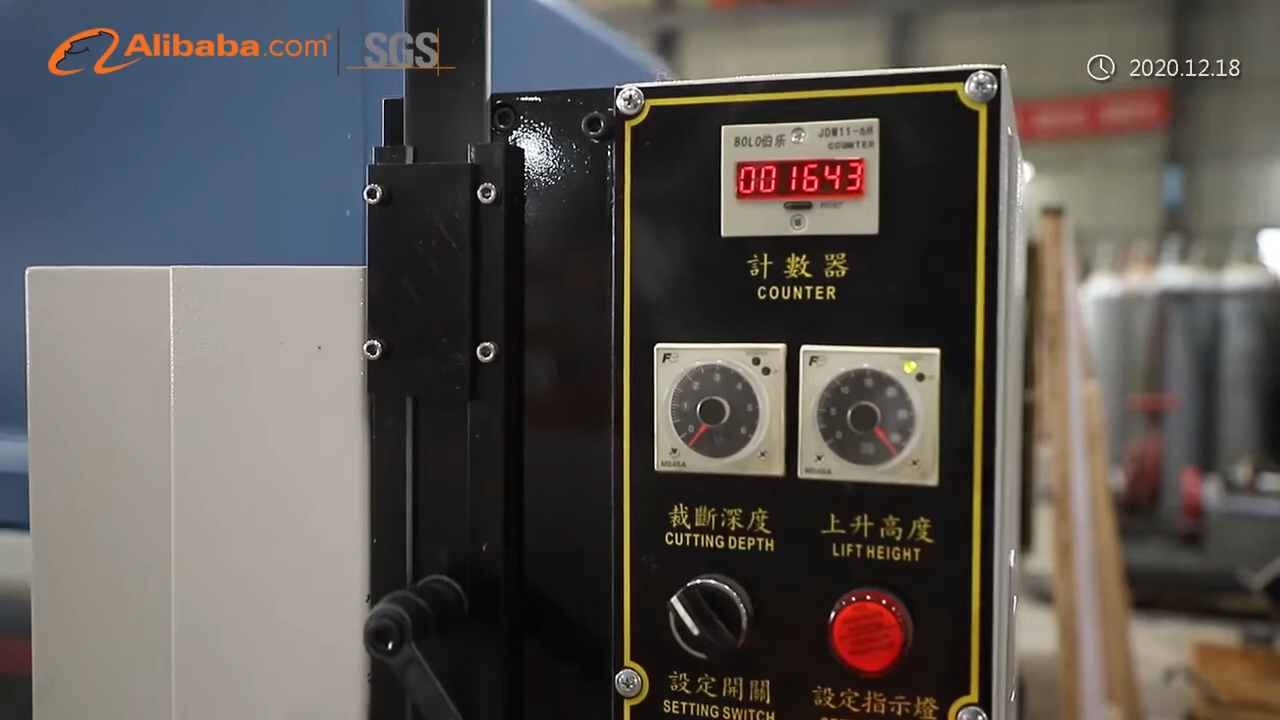 Alibaba.com
SGS
2020.12.18
BOLO伯乐
JDM11-6H
COUNTER
001643
RESET
計數器
COUNTER
裁斷深度
CUTTING DEPTH
上升高度
LIFT HEIGHT
設定開關
SETTING SWITCH
設定指示燈